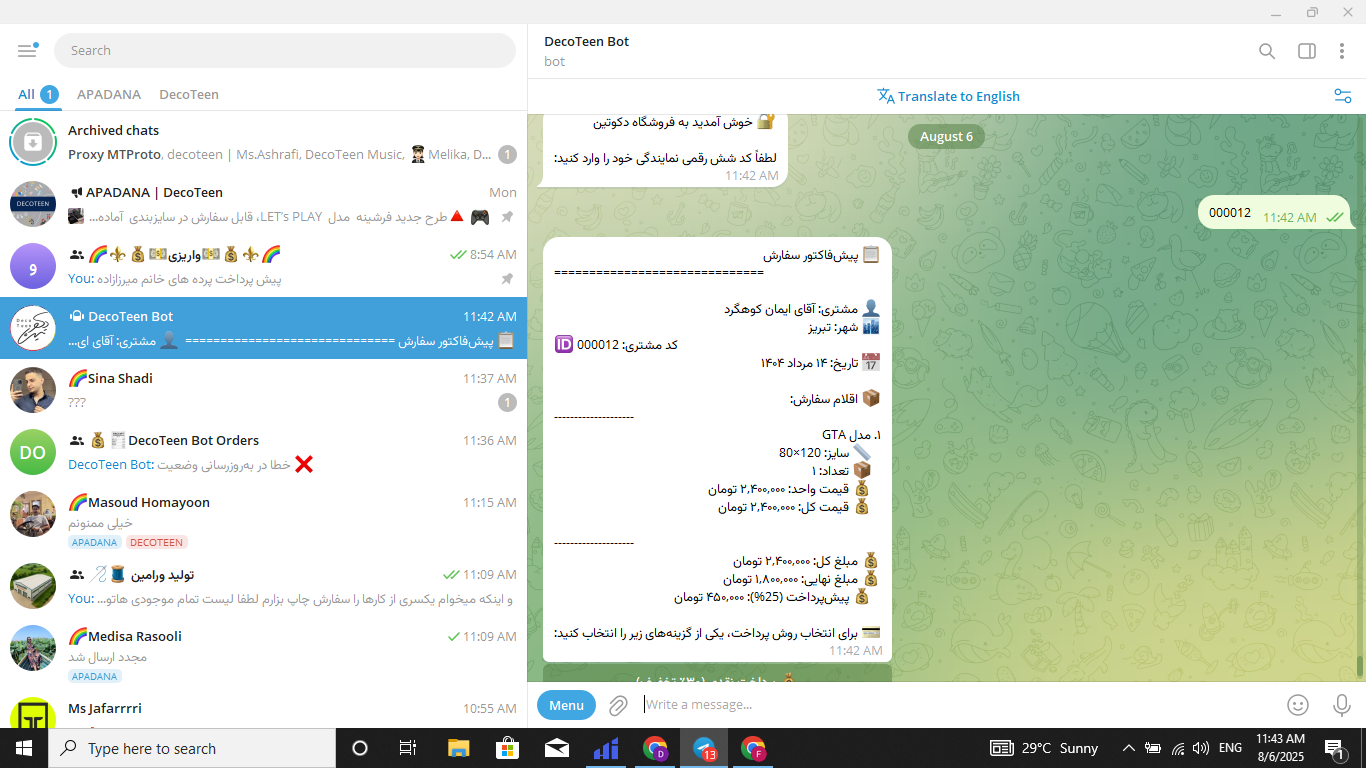 Search
All 1 APADANA DecoTeen
Archived chats
Proxy MTProto, decoteen | Ms.Ashrafi, DecoTeen Music, 👩‍✈️ Melika, D... 1
APADANA | DecoTeen Mon
🔺طرح جدید فرشینه مدل LET's PLAY، قابل سفارش در سایزبندی آماده...
🌈⚜️💰💵واریزی💵💰⚜️🌈 8:54 AM
You: پیش پرداخت پرده های خانم میرزازاده
DecoTeen Bot 11:42 AM
📋 پیش‌فاکتور سفارش ============================== 👤 مشتری: آقای ای...
🌈Sina Shadi 11:37 AM
??? 1
DO
💰🧾DecoTeen Bot Orders 11:36 AM
DecoTeen Bot: ❌ خطا در به‌روزرسانی وضعیت
🌈Masoud Homayoon 11:15 AM
خیلی ممنونم
APADANA DECOTEEN
تولید ورامین 🧵🪡 11:09 AM
You: و اینکه میخوام یکسری از کارها را سفارش چاپ بزارم لطفا لیست تمام موجودی هاتو...
🌈Medisa Rasooli 11:09 AM
مجدد ارسال شد
APADANA
Ms Jafarrrri 10:55 AM
DecoTeen Bot
bot
Translate to English
August 6
🔐 خوش آمدید به فروشگاه دکوتین
لطفاً کد شش رقمی نمایندگی خود را وارد کنید:
11:42 AM
000012 11:42 AM
📋 پیش‌فاکتور سفارش
==============================
👤 مشتری: آقای ایمان کوهگرد
🏙️ شهر: تبریز
🆔 کد مشتری: 000012
📅 تاریخ: ۱۴ مرداد ۱۴۰۴
📦 اقلام سفارش:
--------------------
۱. مدل GTA
📏 سایز: 120×80
📦 تعداد: ۱
💰 قیمت واحد: ۲,۴۰۰,۰۰۰ تومان
💰 قیمت کل: ۲,۴۰۰,۰۰۰ تومان
--------------------
💰 مبلغ کل: ۲,۴۰۰,۰۰۰ تومان
💰 مبلغ نهایی: ۱,۸۰۰,۰۰۰ تومان
💰 پیش‌پرداخت (25%): ۴۵۰,۰۰۰ تومان
💳 برای انتخاب روش پرداخت، یکی از گزینه‌های زیر را انتخاب کنید:
11:42 AM
💰 پرداخت نقدی (۳۰٪ تخفیف)
Menu Write a message...
Type here to search
13
29°C Sunny ENG
11:43 AM
8/6/2025
1